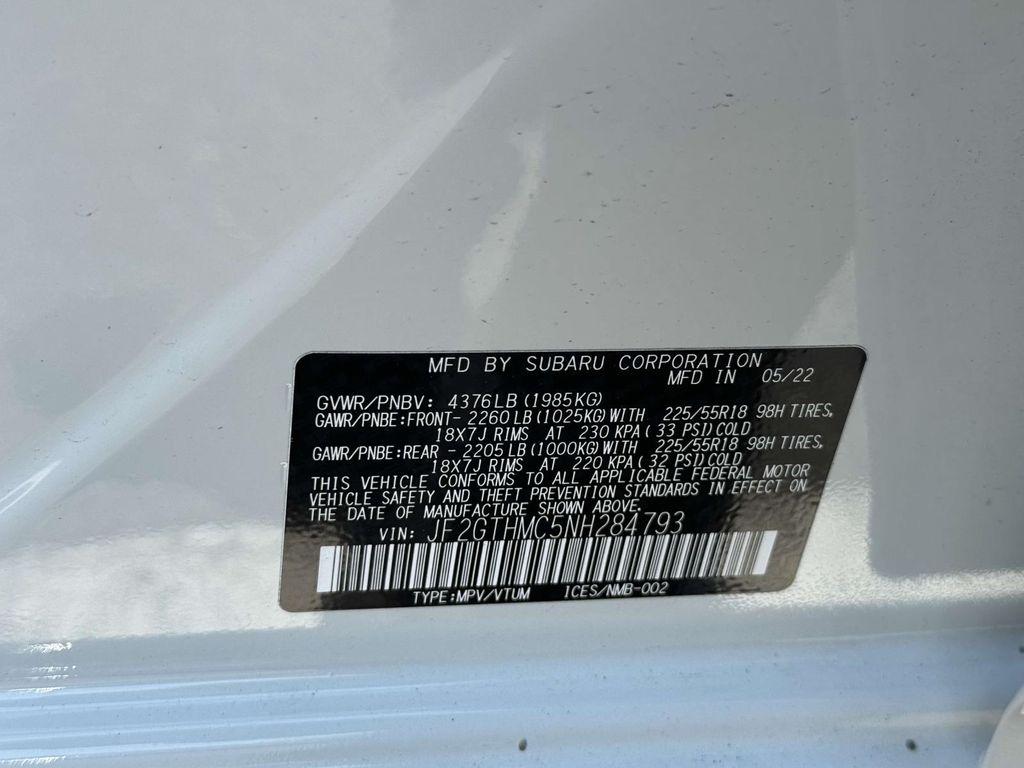 MFD BY SUBARU CORPORATION
MFD IN 05/22
GVWR/PNBV: 4376LB(1985KG)
GAWR/PNBE:FRONT- 2260LB(1025KG)WITH 225/55R18 98H TIRES,
18X7J RIMS AT 230 KPA( 33 PSI)COLD
GAWR/PNBE:REAR - 2205LB(1000KG)WITH 225/55R18 98H TIRES,
18X7J RIMS AT 220 KPA( 32 PSI)COLD
THIS VEHICLE CONFORMS TO ALL APPLICABLE FEDERAL MOTOR
VEHICLE SAFETY AND THEFT PREVENTION STANDARDS IN EFFECT ON
THE DATE OF MANUFACTURE SHOWN ABOVE.
VIN: JF2GTHMC5NH284793
TYPE:MPV/VTUM ICES/NMB-002